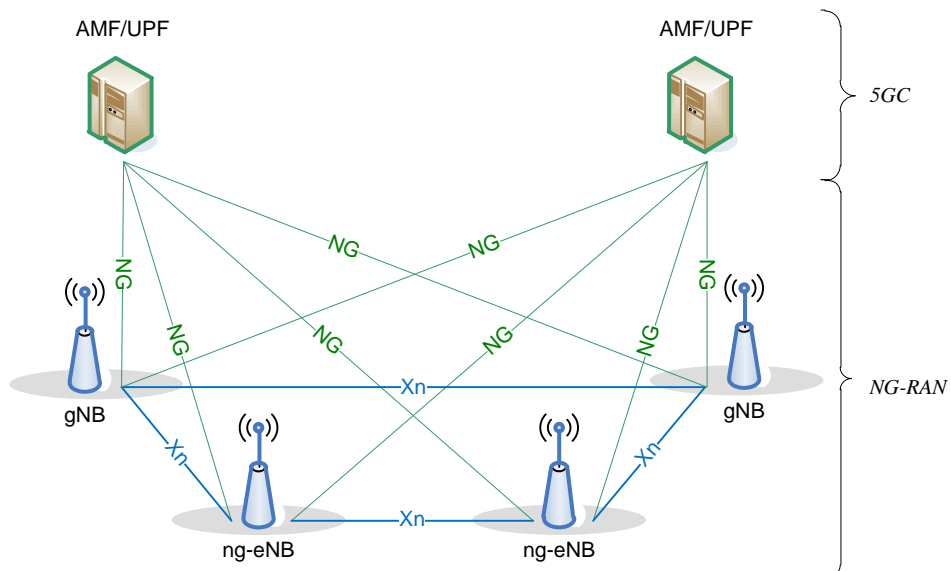 AMF/UPF
AMF/UPF
5GC
NG
NG
NG
NG
NG
NG
NG
NG
gNB
Xn
gNB
NG-RAN
Xn
Xn
Xn
ng-eNB
ng-eNB